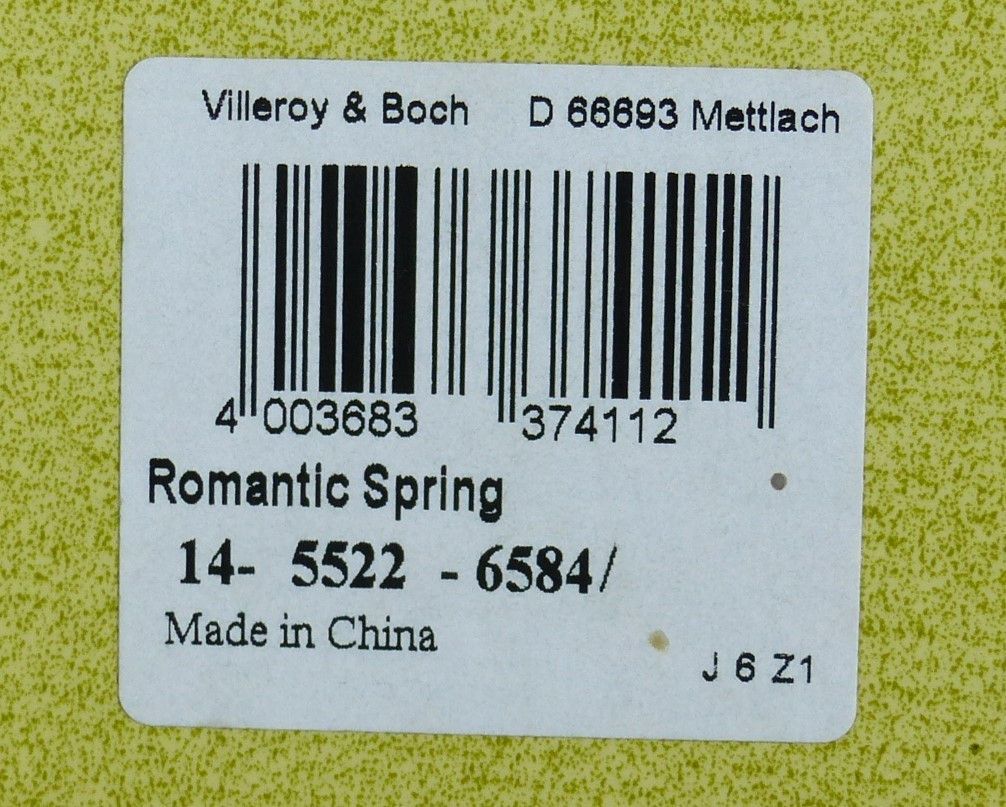 Villeroy & Boch D 66693 Mettlach
4 003683 374112
Romantic Spring
14- 5522 - 6584/
Made in China
J 6 Z1